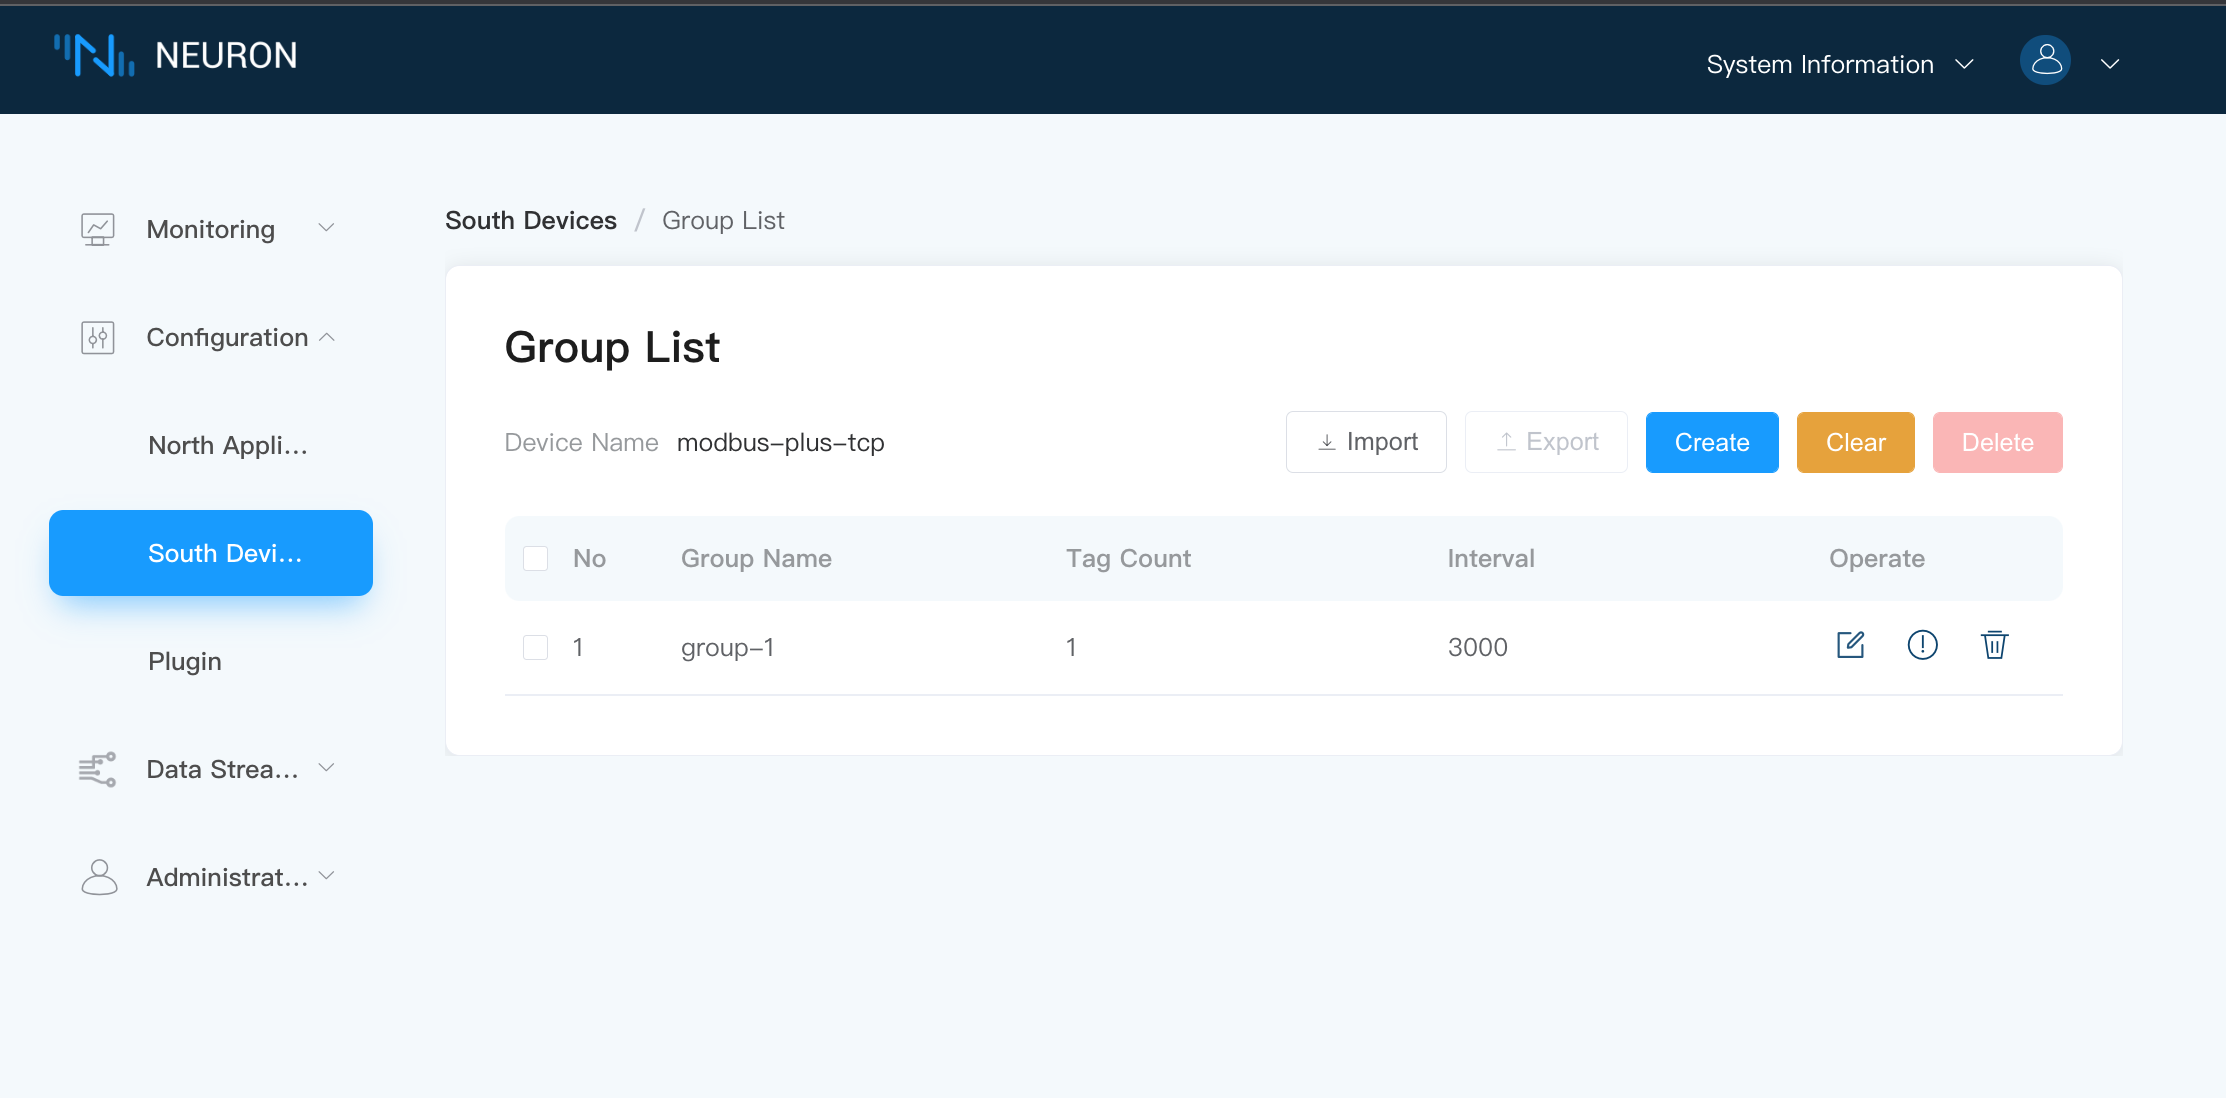 NEURON
System Information
Monitoring
Configuration
North Appli...
South Devi...
Plugin
Data Strea...
Administrat...
South Devices / Group List
Group List
Device Name modbus-plus-tcp
Import Export Create Clear Delete
No Group Name Tag Count Interval Operate
1 group-1 1 3000